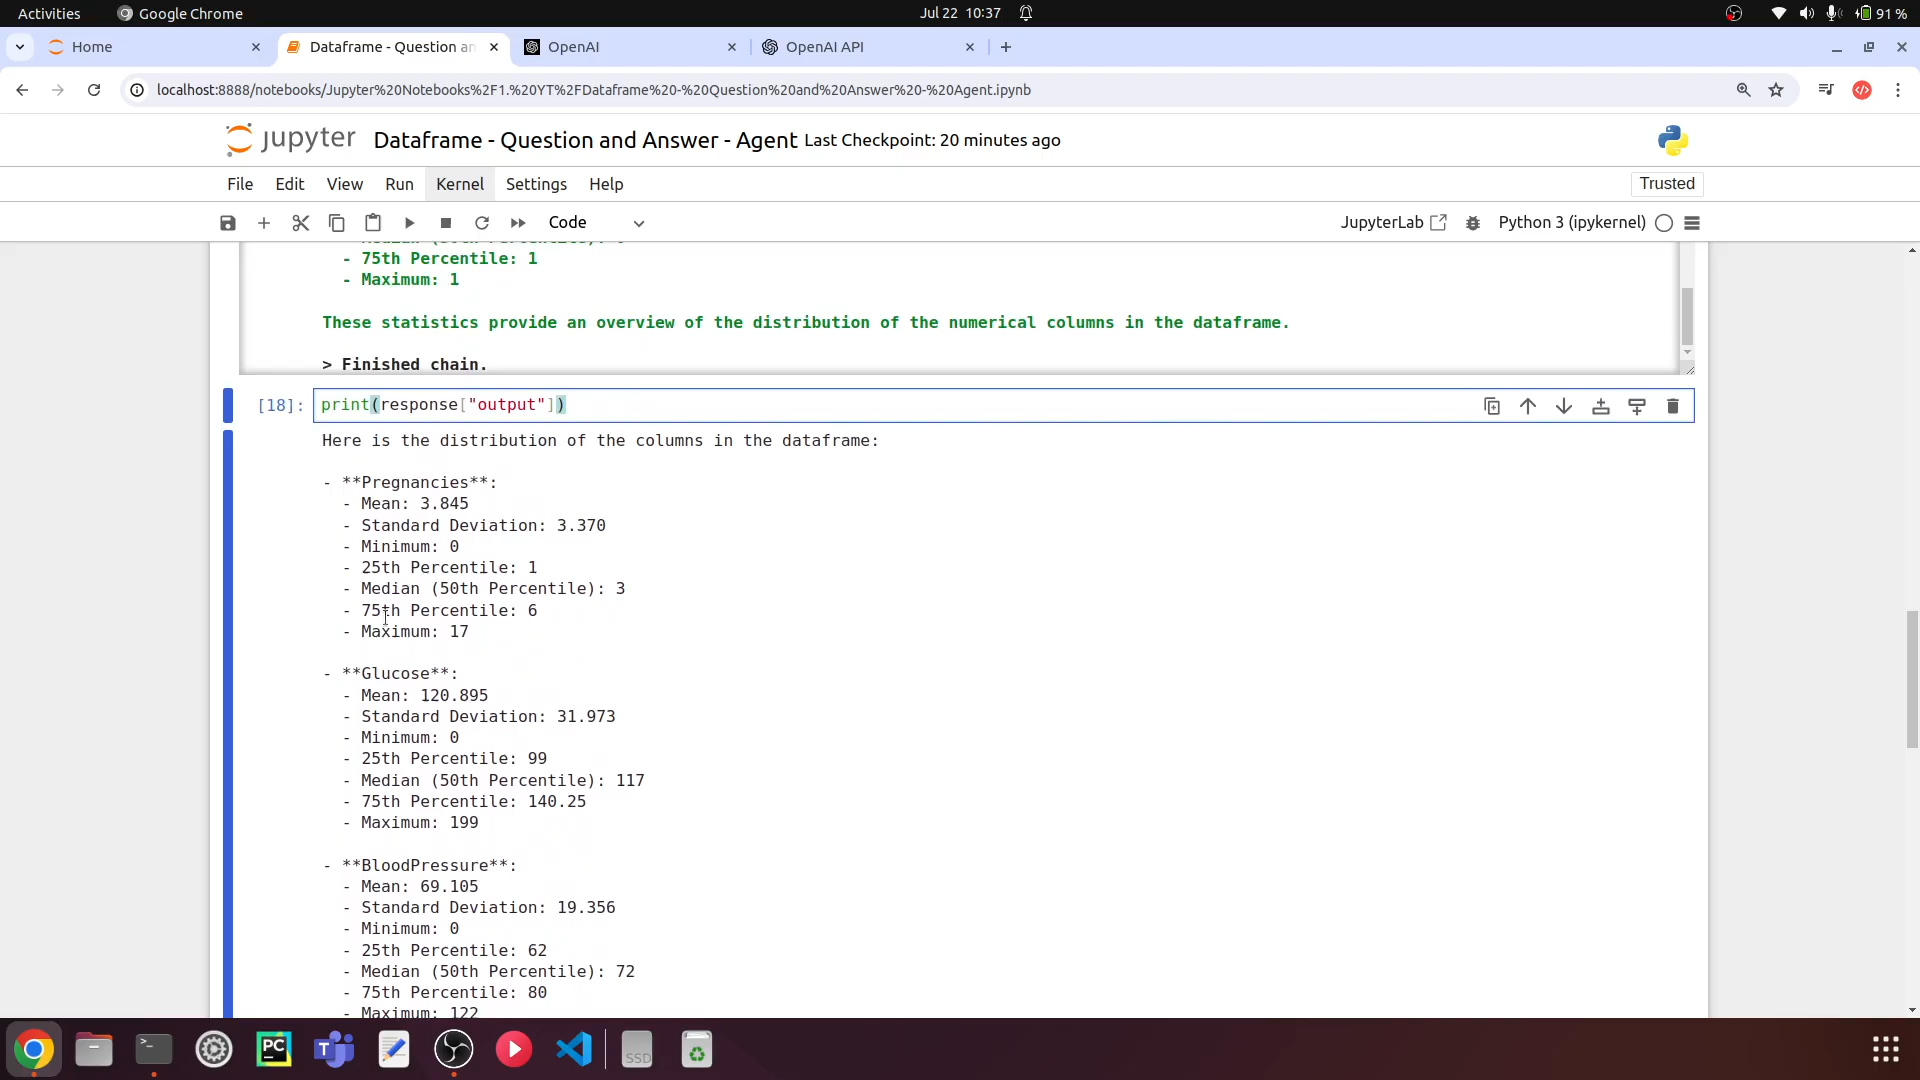 Activities
Google Chrome
Jul 22 10:37
91 %
Home
Dataframe - Question an
OpenAI
OpenAI API
localhost:8888/notebooks/Jupyter%20Notebooks%2F1.%20YT%2FDataframe%20-%20Question%20and%20Answer%20-%20Agent.ipynb
jupyter Dataframe - Question and Answer - Agent Last Checkpoint: 20 minutes ago
File Edit View Run Kernel Settings Help
Trusted
Code
JupyterLab
Python 3 (ipykernel)
- 75th Percentile: 1
- Maximum: 1
These statistics provide an overview of the distribution of the numerical columns in the dataframe.
> Finished chain.
[18]: print(response["output"])
Here is the distribution of the columns in the dataframe:
- **Pregnancies**:
- Mean: 3.845
- Standard Deviation: 3.370
- Minimum: 0
- 25th Percentile: 1
- Median (50th Percentile): 3
- 75th Percentile: 6
- Maximum: 17
- **Glucose**:
- Mean: 120.895
- Standard Deviation: 31.973
- Minimum: 0
- 25th Percentile: 99
- Median (50th Percentile): 117
- 75th Percentile: 140.25
- Maximum: 199
- **BloodPressure**:
- Mean: 69.105
- Standard Deviation: 19.356
- Minimum: 0
- 25th Percentile: 62
- Median (50th Percentile): 72
- 75th Percentile: 80
- Maximum: 122
PC
SSD